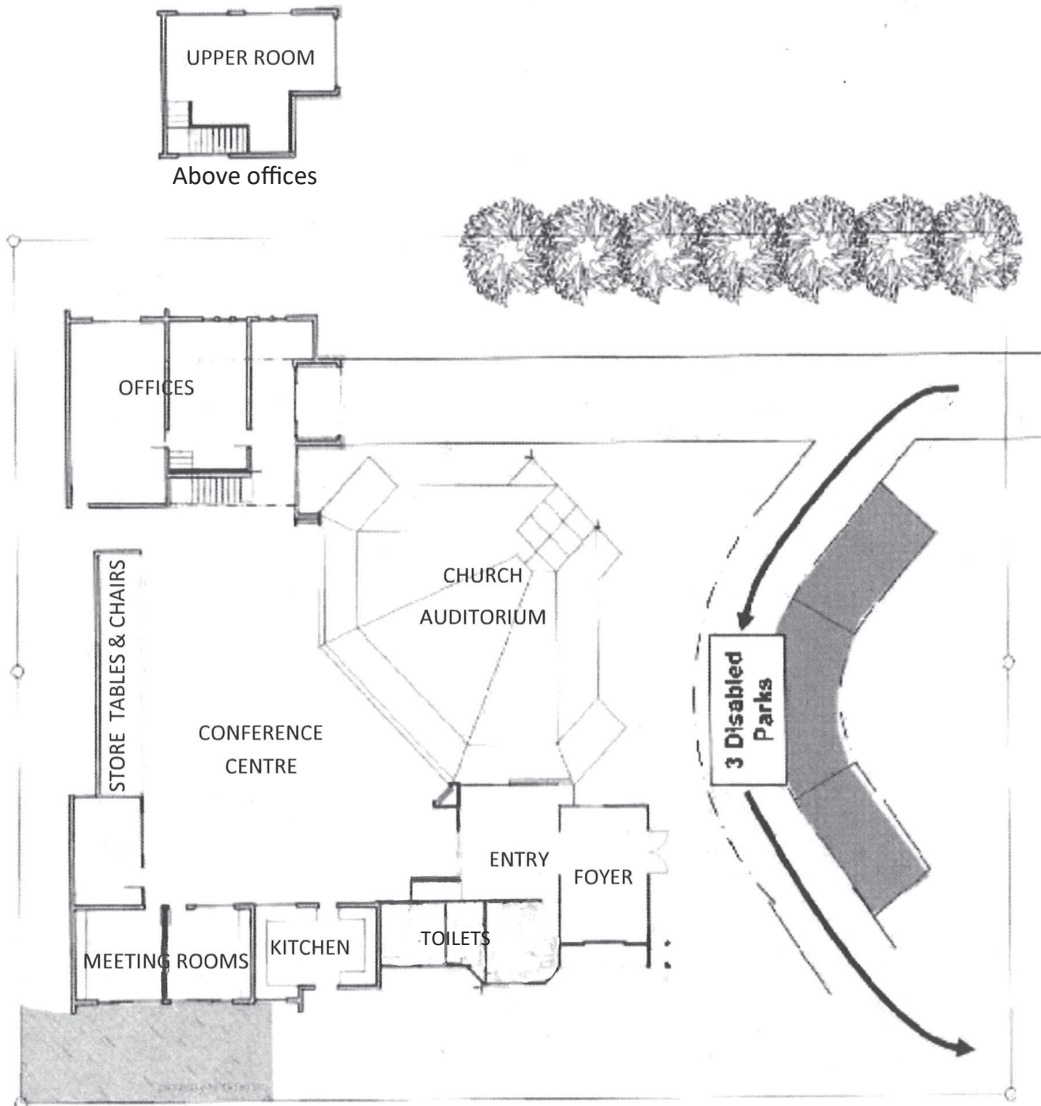 UPPER ROOM
Above offices
OFFICES
CHURCH
AUDITORIUM
STORE TABLES & CHAIRS
3 Disabled
Parks
CONFERENCE
CENTRE
ENTRY
FOYER
MEETING ROOMS
KITCHEN
TOILETS